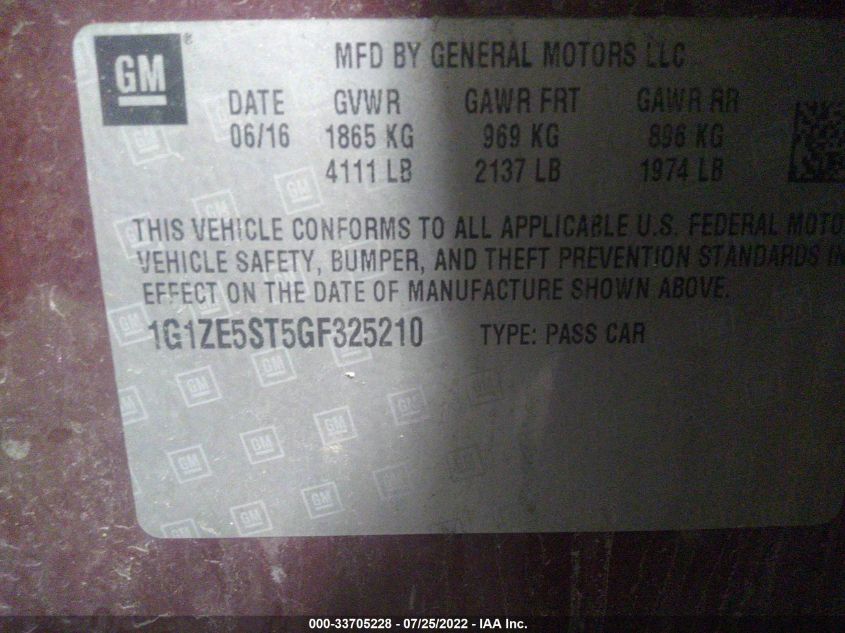 GM ® MFD BY GENERAL MOTORS LLC
DATE GVWR GAWR FRT GAWR RR
06/16 1865 KG 969 KG 896 KG
4111 LB 2137 LB 1974 LB
THIS VEHICLE CONFORMS TO ALL APPLICABLE U.S. FEDERAL MOTO
VEHICLE SAFETY, BUMPER, AND THEFT PREVENTION STANDARDS IN
EFFECT ON THE DATE OF MANUFACTURE SHOWN ABOVE.
1G1ZE5ST5GF325210 TYPE: PASS CAR
000-33705228 - 07/25/2022 - IAA Inc.